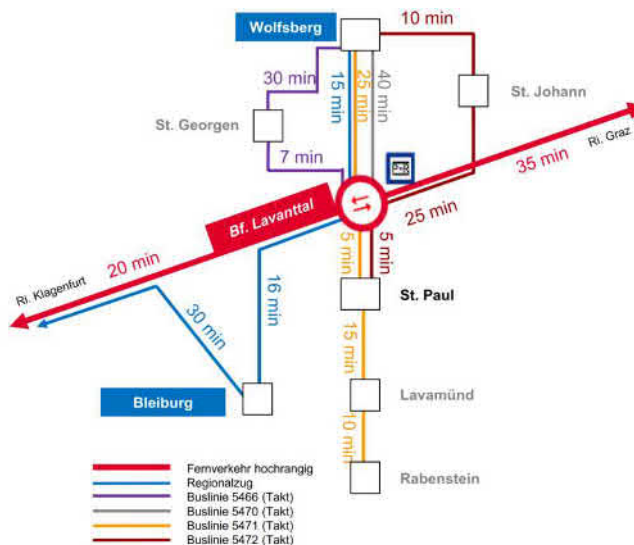 Wolfsberg
10 min
30 min
15 min
25 min
40 min
St. Johann
St. Georgen
7 min
Ri. Graz
35 min
25 min
Bf. Lavanttal
5 min
5 min
20 min
Ri. Klagenfurt
16 min
30 min
St. Paul
15 min
Bleiburg
Lavamünd
10 min
Rabenstein
Fernverkehr hochrangig
Regionalzug
Buslinie 5466 (Takt)
Buslinie 5470 (Takt)
Buslinie 5471 (Takt)
Buslinie 5472 (Takt)